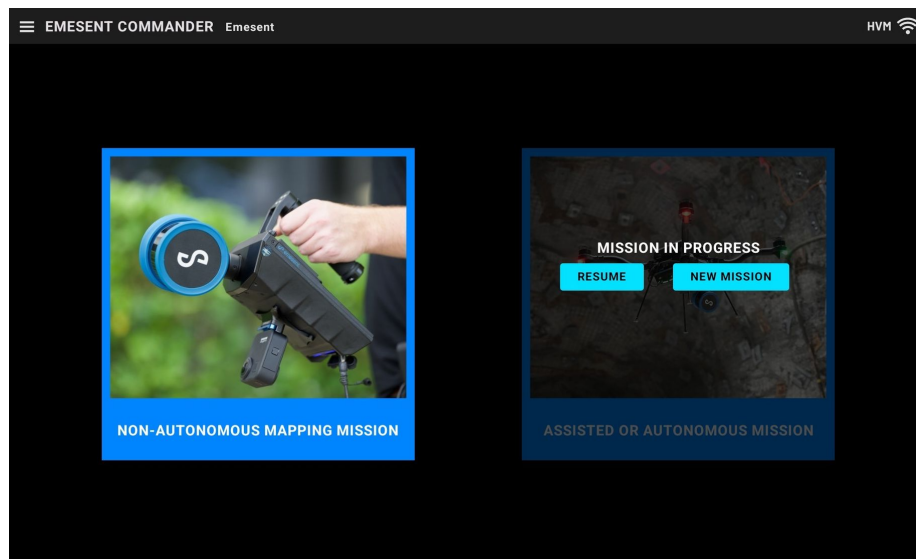 EMESENT COMMANDER Emesent
HVM
NON-AUTONOMOUS MAPPING MISSION
MISSION IN PROGRESS
RESUME NEW MISSION
ASSISTED OR AUTONOMOUS MISSION